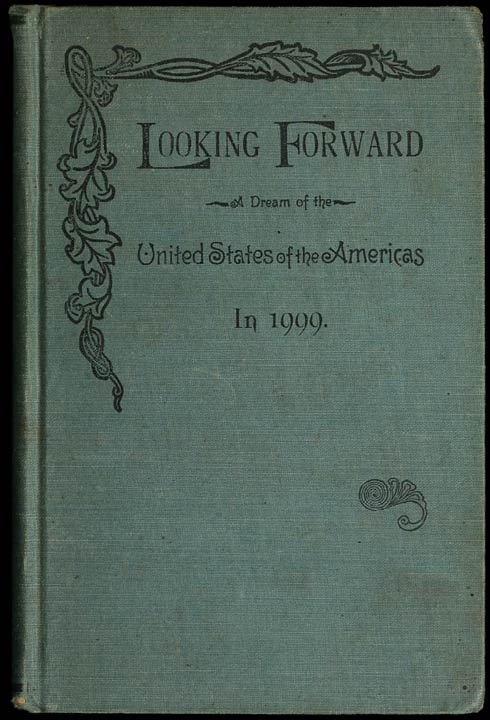 LOOKING FORWARD
A Dream of the
United States of the Americas
In 1999.